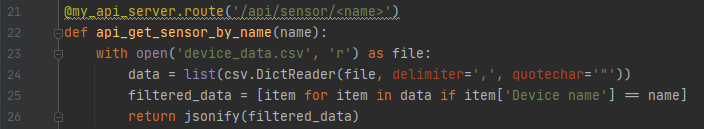 21 @my_api_server.route('/api/sensor/<name>')
22 def api_get_sensor_by_name(name):
23     with open('device_data.csv', 'r') as file:
24         data = list(csv.DictReader(file, delimiter=',', quotechar='"'))
25         filtered_data = [item for item in data if item['Device name'] == name]
26         return jsonify(filtered_data)